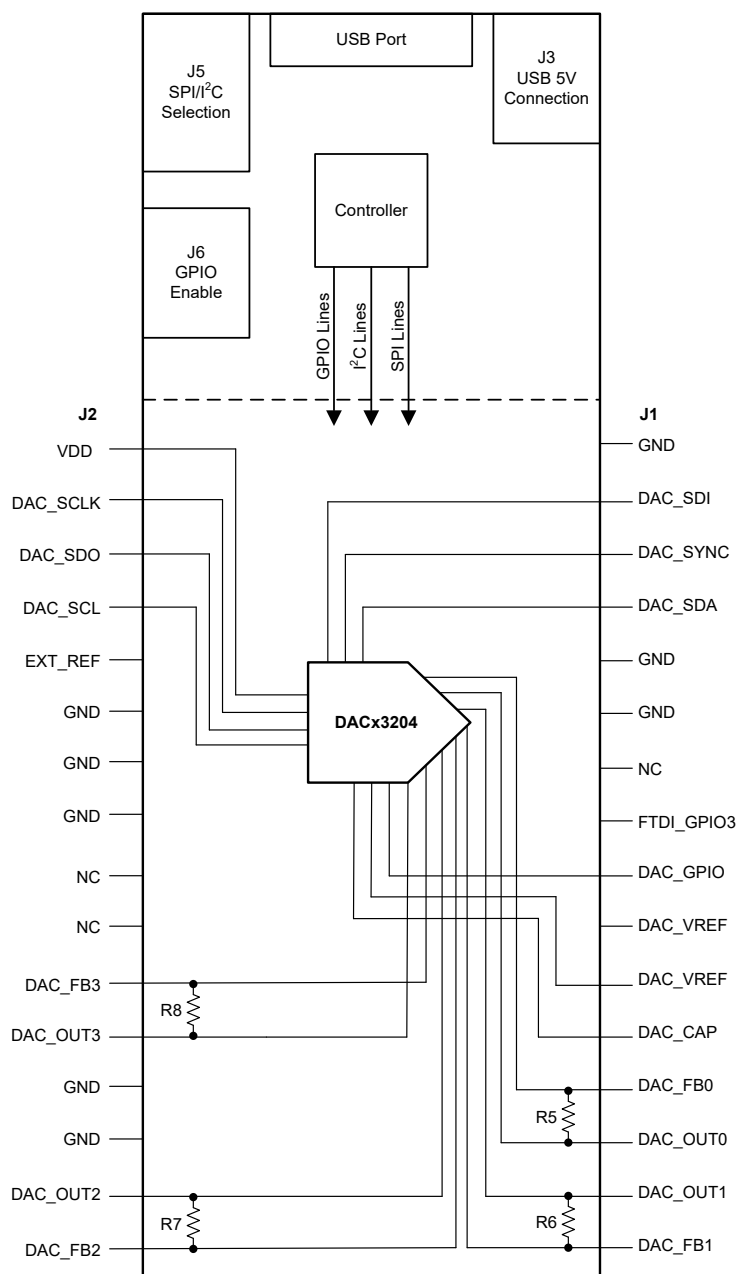 USB Port
J5
SPI/I²C
Selection
J3
USB 5V
Connection
Controller
J6
GPIO
Enable
GPIO Lines
I²C Lines
SPI Lines
J2
J1
VDD
GND
DAC_SCLK
DAC_SDI
DAC_SDO
DAC_SYNC
DAC_SCL
DAC_SDA
EXT_REF
GND
GND
GND
DACx3204
GND
NC
GND
FTDI_GPIO3
NC
DAC_GPIO
NC
DAC_VREF
DAC_FB3
DAC_VREF
R8
DAC_OUT3
DAC_CAP
GND
DAC_FB0
R5
GND
DAC_OUT0
DAC_OUT2
DAC_OUT1
R7
R6
DAC_FB2
DAC_FB1